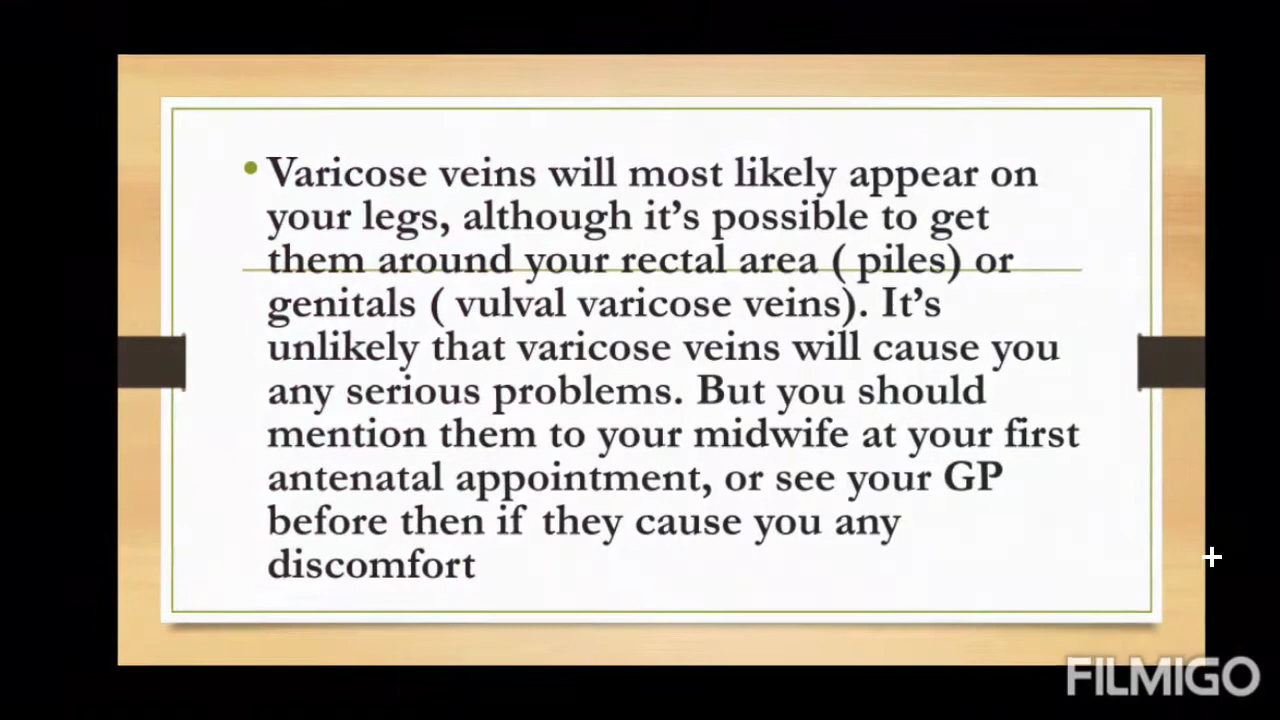 • Varicose veins will most likely appear on
your legs, although it's possible to get
them around your rectal area ( piles) or
genitals ( vulval varicose veins). It's
unlikely that varicose veins will cause you
any serious problems. But you should
mention them to your midwife at your first
antenatal appointment, or see your GP
before then if they cause you any
discomfort
FILMIGO